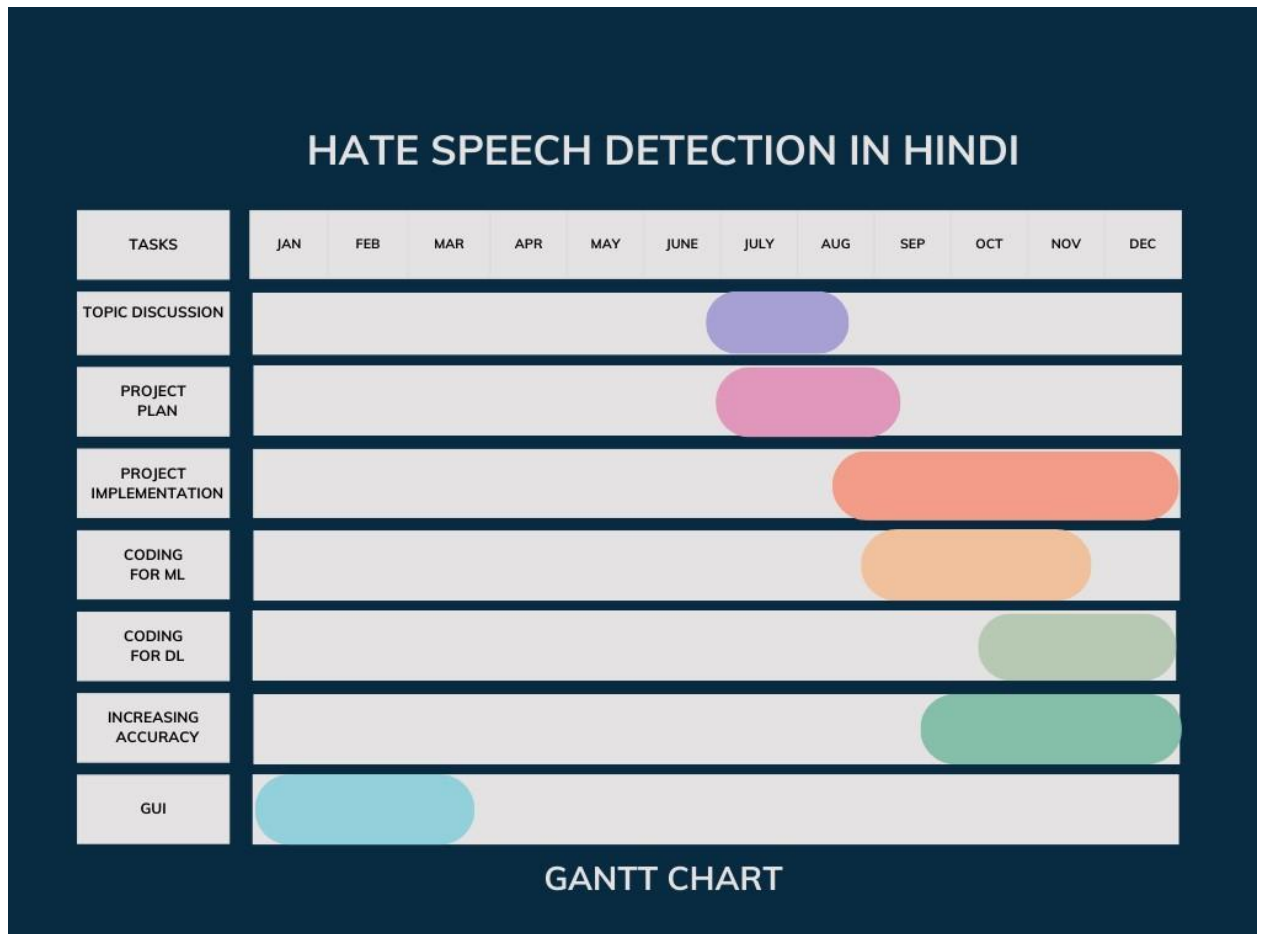 HATE SPEECH DETECTION IN HINDI
TASKS JAN FEB MAR APR MAY JUNE JULY AUG SEP OCT NOV DEC
TOPIC DISCUSSION
PROJECT
PLAN
PROJECT
IMPLEMENTATION
CODING
FOR ML
CODING
FOR DL
INCREASING
ACCURACY
GUI
GANTT CHART